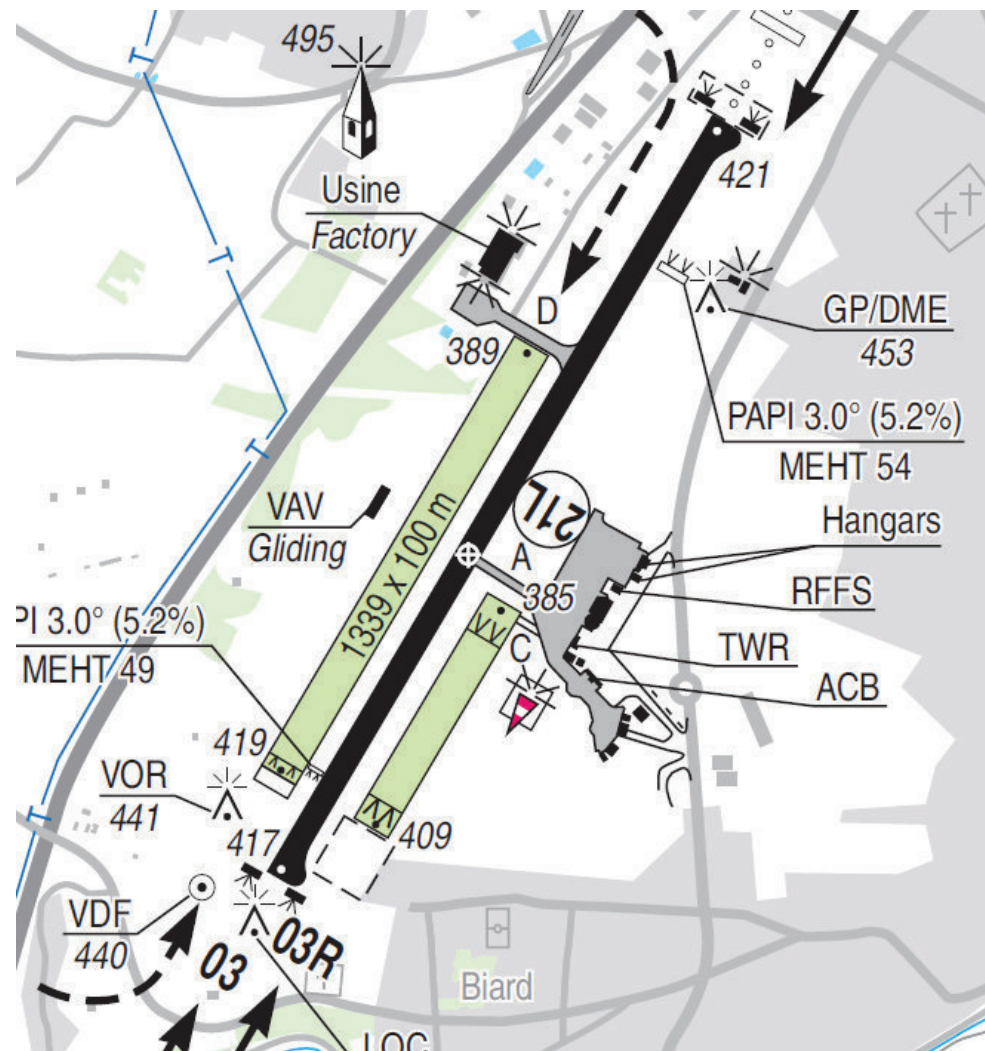 495
Usine
Factory
421
D
389
GP/DME
453
PAPI 3.0° (5.2%)
MEHT 54
VAV
Gliding
1339 x 100 m
21L
A
385
Hangars
RFFS
TWR
ACB
C
PI 3.0° (5.2%)
MEHT 49
419
VOR
441
417
409
VDF
440
03
03R
Biard
LOC
T
T
T
T